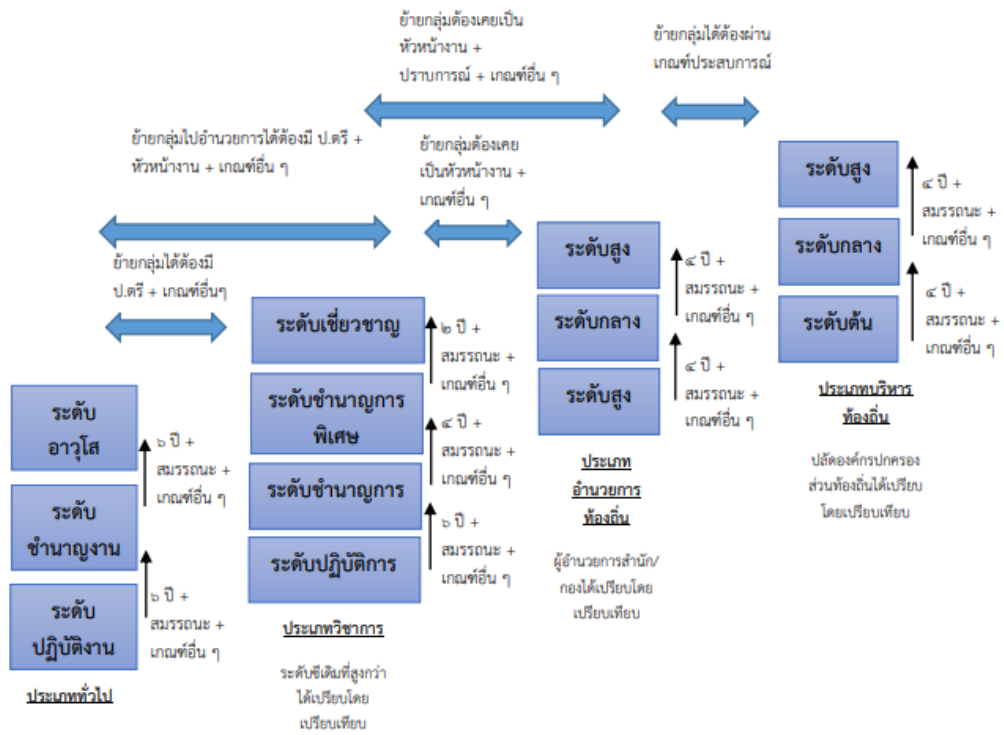 ย้ายกลุ่มต้องเคยเป็น
หัวหน้างาน +
ปราบการณ์ + เกณฑ์อื่น ๆ
ย้ายกลุ่มได้ต้องผ่าน
เกณฑ์ประสบการณ์
ย้ายกลุ่มไปอำนวยการได้ต้องมี ป.ตรี +
หัวหน้างาน + เกณฑ์อื่น ๆ
ย้ายกลุ่มต้องเคย
เป็นหัวหน้างาน +
เกณฑ์อื่น ๆ
ย้ายกลุ่มได้ต้องมี
ป.ตรี + เกณฑ์อื่นๆ
ระดับ
อาวุโส
๖ ปี +
สมรรถนะ +
เกณฑ์อื่น ๆ
ระดับ
ชำนาญงาน
๖ ปี +
สมรรถนะ +
เกณฑ์อื่น ๆ
ระดับ
ปฏิบัติงาน
ประเภททั่วไป
ระดับเชี่ยวชาญ
๒ ปี +
สมรรถนะ +
เกณฑ์อื่น ๆ
ระดับชำนาญการ
พิเศษ
๔ ปี +
สมรรถนะ +
เกณฑ์อื่น ๆ
ระดับชำนาญการ
๖ ปี +
สมรรถนะ +
เกณฑ์อื่น ๆ
ระดับปฏิบัติการ
ประเภทวิชาการ
ระดับซีเดิมที่สูงกว่า
ได้เปรียบโดย
เปรียบเทียบ
ระดับสูง
๔ ปี +
สมรรถนะ +
เกณฑ์อื่น ๆ
ระดับกลาง
๔ ปี +
สมรรถนะ +
เกณฑ์อื่น ๆ
ระดับสูง
ประเภท
อำนวยการ
ท้องถิ่น
ผู้อำนวยการสำนัก/
กองได้เปรียบโดย
เปรียบเทียบ
ระดับสูง
๔ ปี +
สมรรถนะ +
เกณฑ์อื่น ๆ
ระดับกลาง
๔ ปี +
สมรรถนะ +
เกณฑ์อื่น ๆ
ระดับต้น
ประเภทบริหาร
ท้องถิ่น
ปลัดองค์กรปกครอง
ส่วนท้องถิ่นได้เปรียบ
โดยเปรียบเทียบ